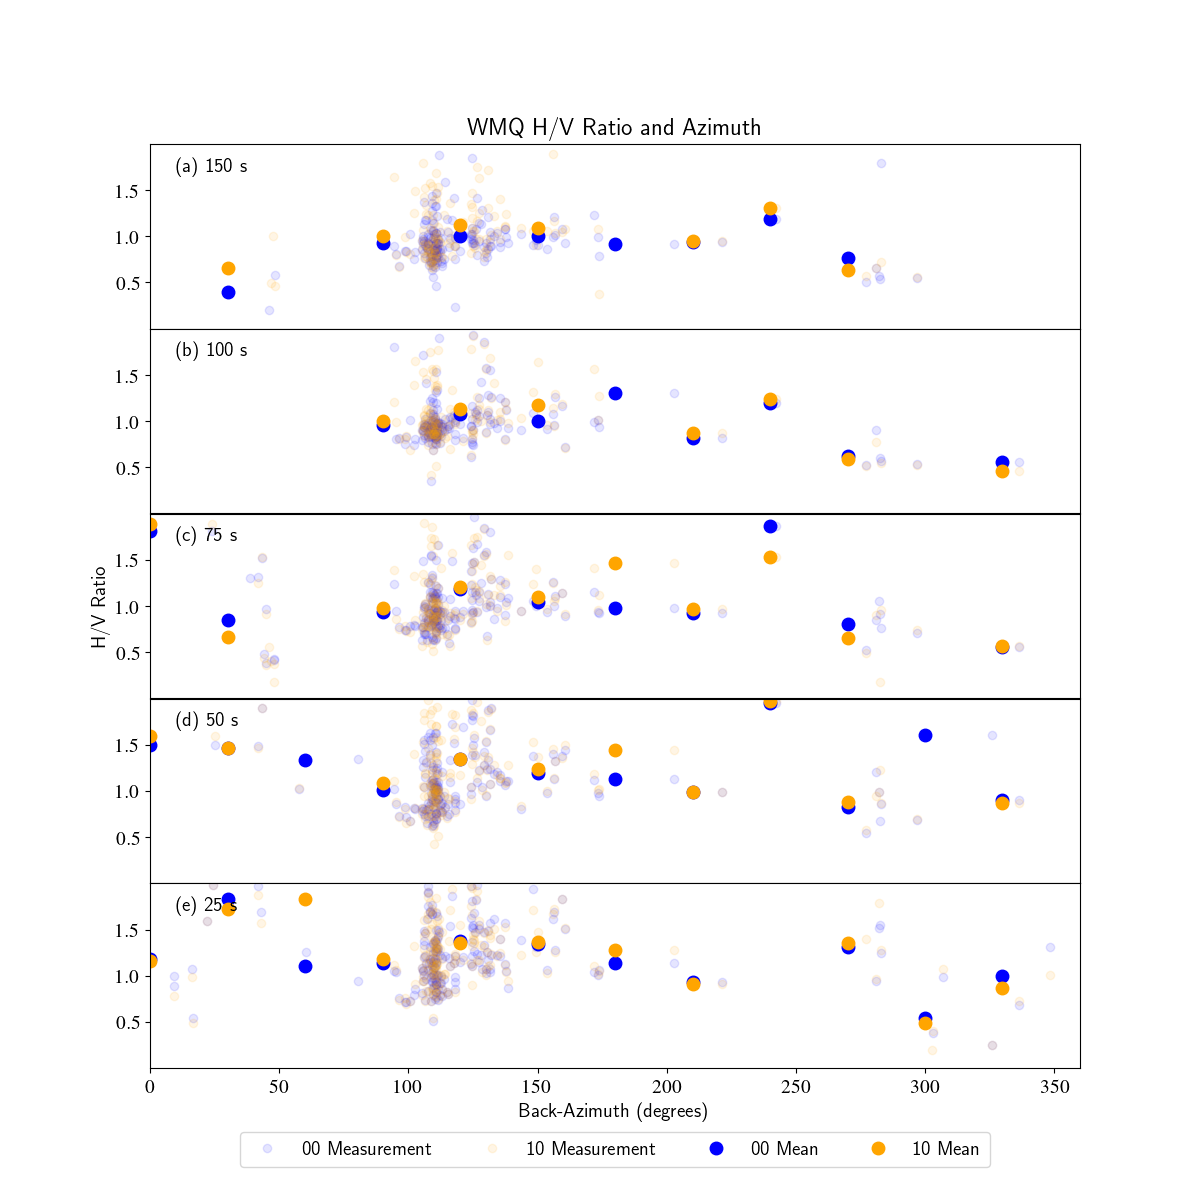 WMQ H/V Ratio and Azimuth
(a) 150 s
1.5
1.0
0.5
(b) 100 s
1.5
1.0
0.5
(c) 75 s
1.5
1.0
0.5
H/V Ratio
(d) 50 s
1.5
1.0
0.5
(e) 25 s
1.5
1.0
0.5
0 50 100 150 200 250 300 350
Back-Azimuth (degrees)
00 Measurement 10 Measurement 00 Mean 10 Mean